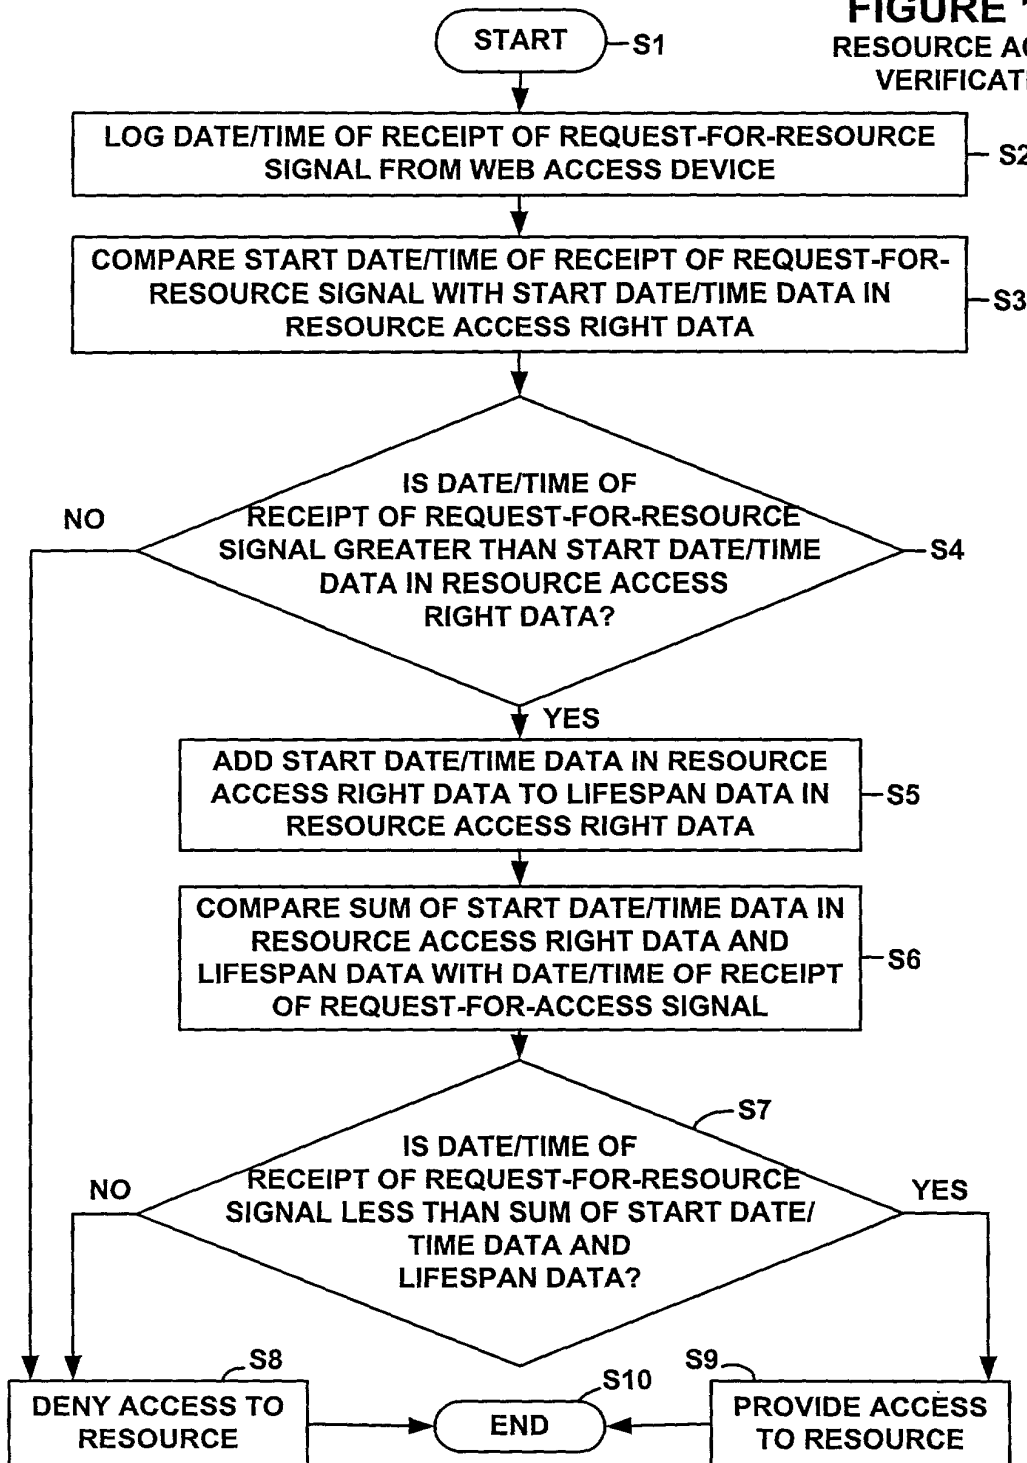 FIGURE
RESOURCE
START
S1
LOG DATE/TIME OF RECEIPT OF REQUEST-FOR-RESOURCE
SIGNAL FROM WEB ACCESS DEVICE
S2
COMPARE START DATE/TIME OF RECEIPT OF REQUEST-FOR-
RESOURCE SIGNAL WITH START DATE/TIME DATA IN
RESOURCE ACCESS RIGHT DATA
S3
IS DATE/TIME OF
RECEIPT OF REQUEST-FOR-RESOURCE
SIGNAL GREATER THAN START DATE/TIME
DATA IN RESOURCE ACCESS
RIGHT DATA?
NO
S4
YES
ADD START DATE/TIME DATA IN RESOURCE
ACCESS RIGHT DATA TO LIFESPAN DATA IN
RESOURCE ACCESS RIGHT DATA
S5
COMPARE SUM OF START DATE/TIME DATA IN
RESOURCE ACCESS RIGHT DATA AND
LIFESPAN DATA WITH DATE/TIME OF RECEIPT
OF REQUEST-FOR-ACCESS SIGNAL
S6
S7
IS DATE/TIME OF
RECEIPT OF REQUEST-FOR-RESOURCE
SIGNAL LESS THAN SUM OF START DATE/
TIME DATA AND
LIFESPAN DATA?
NO
YES
S8
DENY ACCESS TO
RESOURCE
S10
END
S9
PROVIDE ACCESS
TO RESOURCE